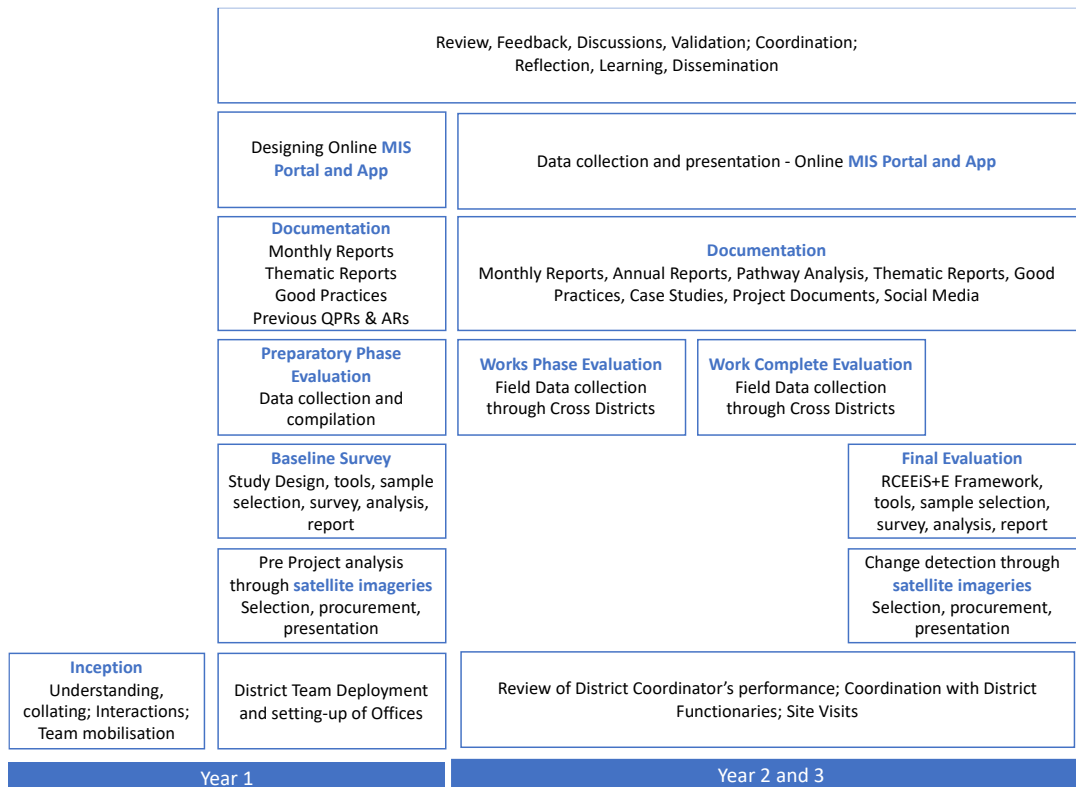 Review, Feedback, Discussions, Validation; Coordination;
Reflection, Learning, Dissemination
Designing Online MIS
Portal and App
Data collection and presentation - Online MIS Portal and App
Documentation
Monthly Reports
Thematic Reports
Good Practices
Previous QPRs & ARs
Documentation
Monthly Reports, Annual Reports, Pathway Analysis, Thematic Reports, Good
Practices, Case Studies, Project Documents, Social Media
Preparatory Phase
Evaluation
Data collection and
compilation
Works Phase Evaluation
Field Data collection
through Cross Districts
Work Complete Evaluation
Field Data collection
through Cross Districts
Baseline Survey
Study Design, tools, sample
selection, survey, analysis,
report
Final Evaluation
RCEEiS+E Framework,
tools, sample selection,
survey, analysis, report
Pre Project analysis
through satellite imageries
Selection, procurement,
presentation
Change detection through
satellite imageries
Selection, procurement,
presentation
Inception
Understanding,
collating; Interactions;
Team mobilisation
District Team Deployment
and setting-up of Offices
Review of District Coordinator's performance; Coordination with District
Functionaries; Site Visits
Year 1
Year 2 and 3